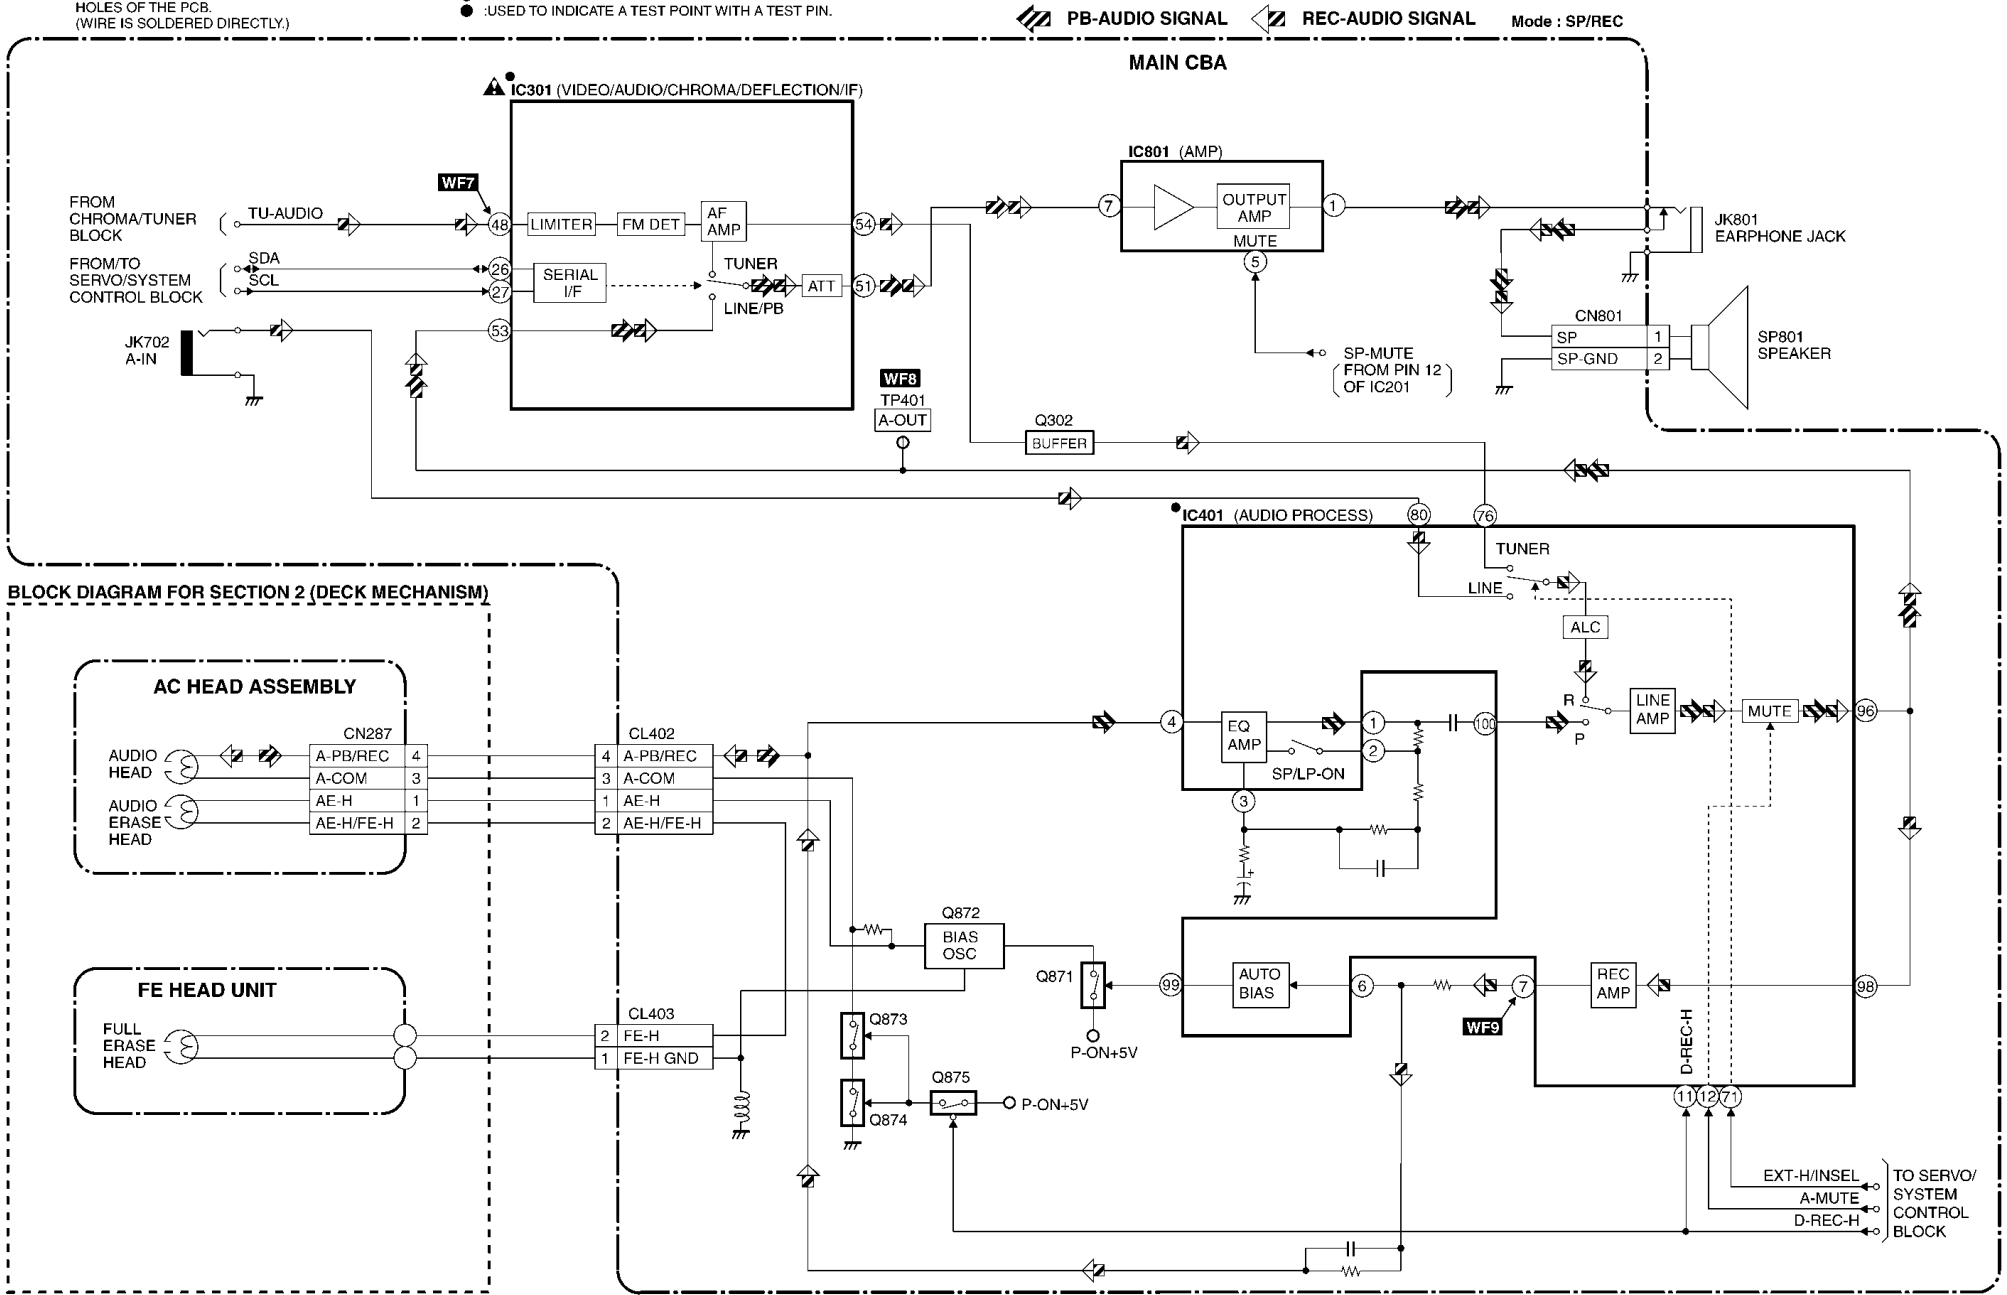 HOLES OF THE PCB.
(WIRE IS SOLDERED DIRECTLY.)
:USED TO INDICATE A TEST POINT WITH A TEST PIN.
PB-AUDIO SIGNAL
REC-AUDIO SIGNAL
Mode : SP/REC
MAIN CBA
IC301 (VIDEO/AUDIO/CHROMA/DEFLECTION/IF)
WF7
FROM
CHROMA/TUNER
BLOCK
TU-AUDIO
48
LIMITER
FM DET
AF
AMP
54
FROM/TO
SERVO/SYSTEM
CONTROL BLOCK
SDA
SCL
26
27
SERIAL
I/F
TUNER
LINE/PB
ATT
51
53
JK702
A-IN
IC801 (AMP)
7
OUTPUT
AMP
1
MUTE
5
SP-MUTE
FROM PIN 12
OF IC201
JK801
EARPHONE JACK
CN801
SP
1
SP-GND
2
SP801
SPEAKER
WF8
TP401
A-OUT
Q302
BUFFER
IC401 (AUDIO PROCESS)
80
76
TUNER
LINE
ALC
R
P
LINE
AMP
MUTE
96
4
EQ
AMP
1
100
2
SP/LP-ON
3
BLOCK DIAGRAM FOR SECTION 2 (DECK MECHANISM)
AC HEAD ASSEMBLY
CN287
AUDIO
HEAD
AUDIO
ERASE
HEAD
A-PB/REC 4
A-COM 3
AE-H 1
AE-H/FE-H 2
CL402
4 A-PB/REC
3 A-COM
1 AE-H
2 AE-H/FE-H
+
FE HEAD UNIT
FULL
ERASE
HEAD
CL403
2 FE-H
1 FE-H GND
Q872
BIAS
OSC
Q871
P-ON+5V
99
AUTO
BIAS
6
7
WF9
REC
AMP
98
Q873
Q874
Q875
P-ON+5V
D-REC-H
11
12
71
EXT-H/INSEL
A-MUTE
D-REC-H
TO SERVO/
SYSTEM
CONTROL
BLOCK